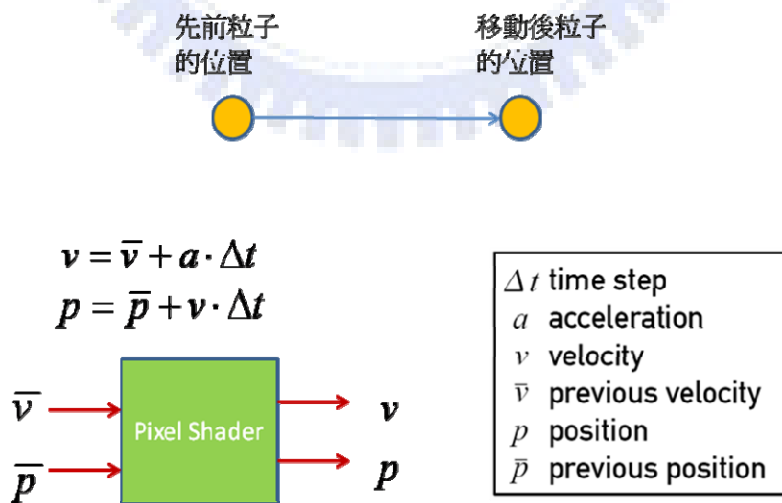 先前粒子
的位置
移動後粒子
的位置
v = v̄ + a · Δt
p = p̄ + v · Δt
v̄
p̄
Pixel Shader
v
p
Δt time step
a acceleration
v velocity
v̄ previous velocity
p position
p̄ previous position